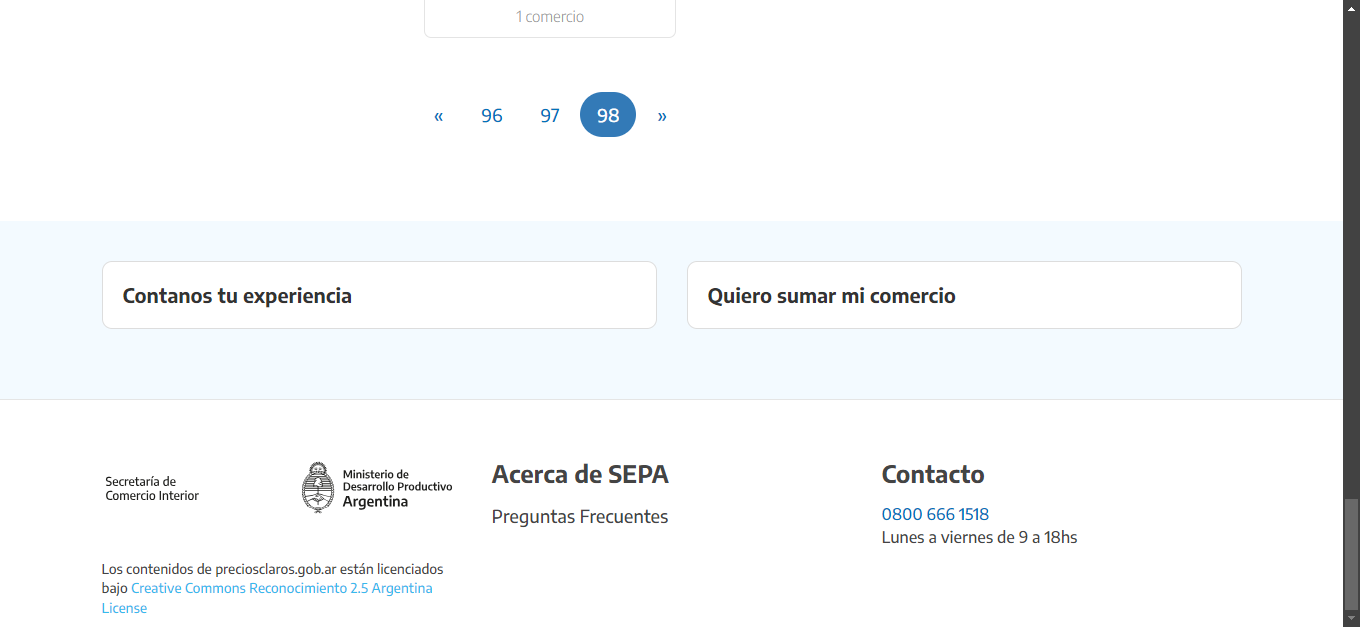 1 comercio
« 96 97 98 »
Contanos tu experiencia
Quiero sumar mi comercio
Secretaría de
Comercio Interior
Ministerio de
Desarrollo Productivo
Argentina
Los contenidos de preciosclaros.gob.ar están licenciados
bajo Creative Commons Reconocimiento 2.5 Argentina
License
Acerca de SEPA
Preguntas Frecuentes
Contacto
0800 666 1518
Lunes a viernes de 9 a 18hs